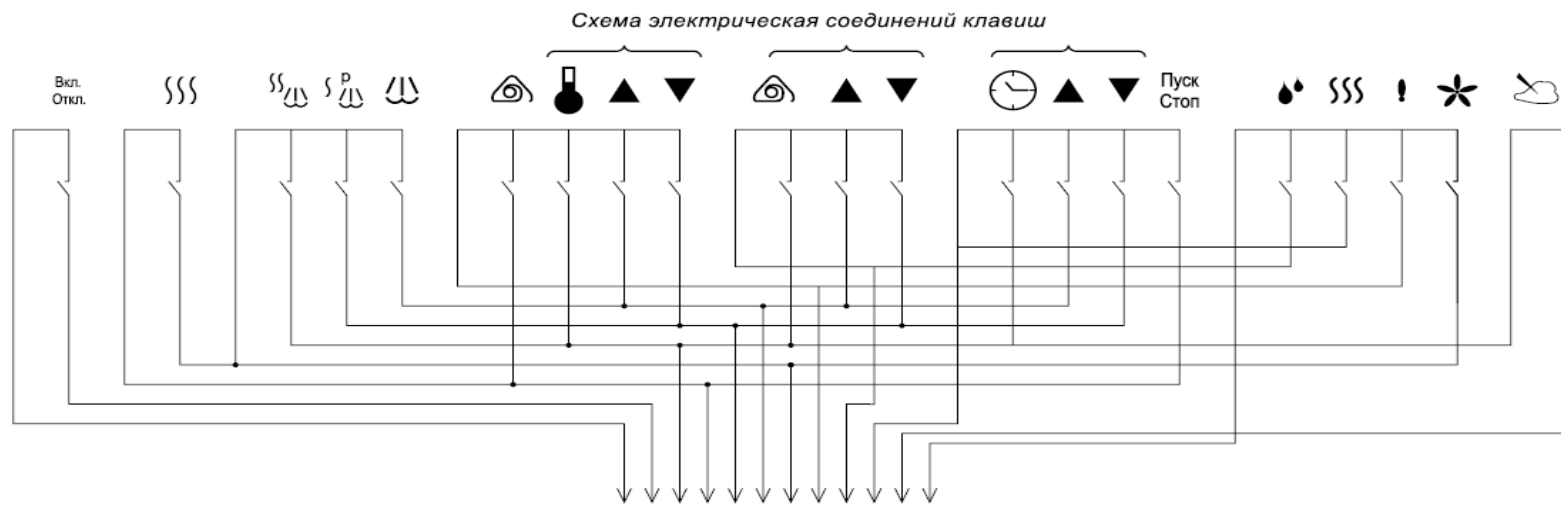 Схема электрическая соединений клавиш
Вкл.
Откл.
р
Пуск
Стоп